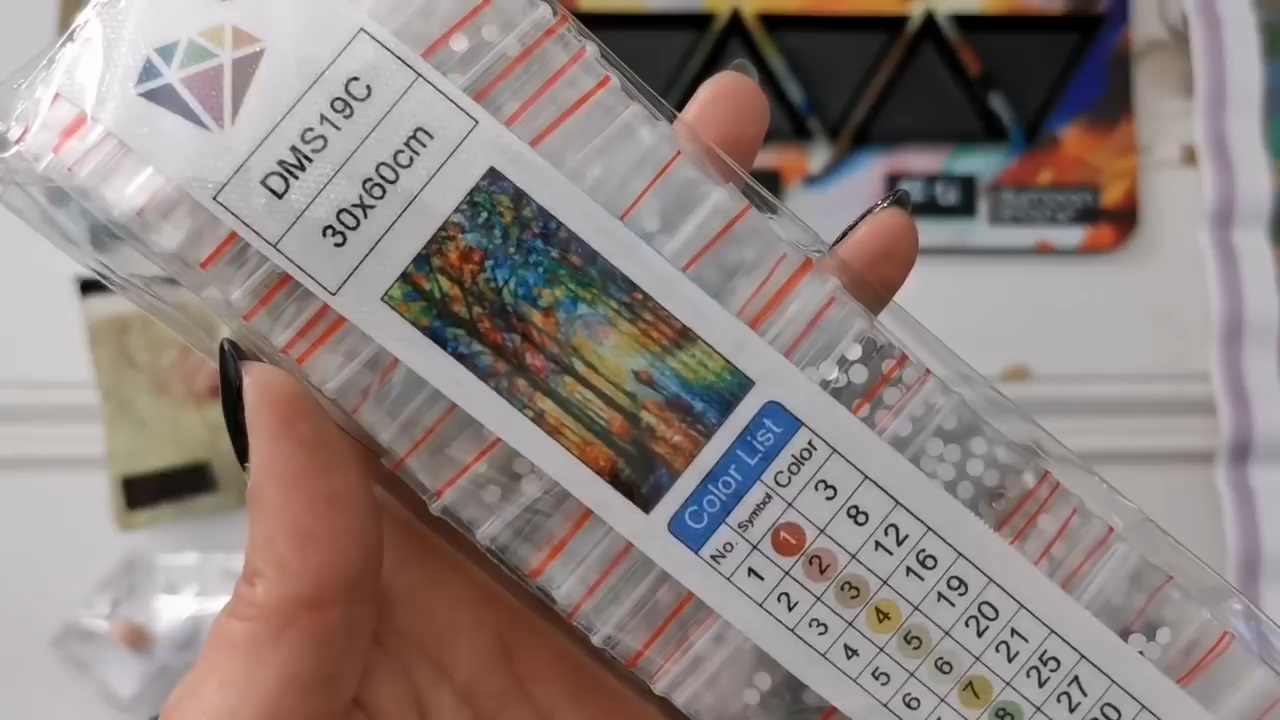 DMS19C
30x60cm
Color List
No. Symbol Color
1 1 3
2 2 8
3 3 12
4 4 16
5 5 19
6 6 20
7 21
8 25
27